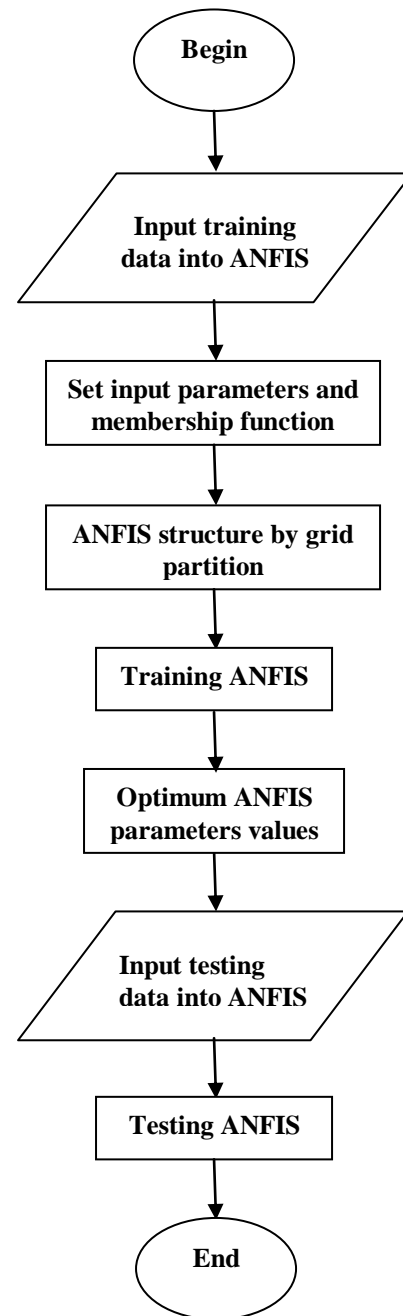 Begin
Input training
data into ANFIS
Set input parameters and
membership function
ANFIS structure by grid
partition
Training ANFIS
Optimum ANFIS
parameters values
Input testing
data into ANFIS
Testing ANFIS
End